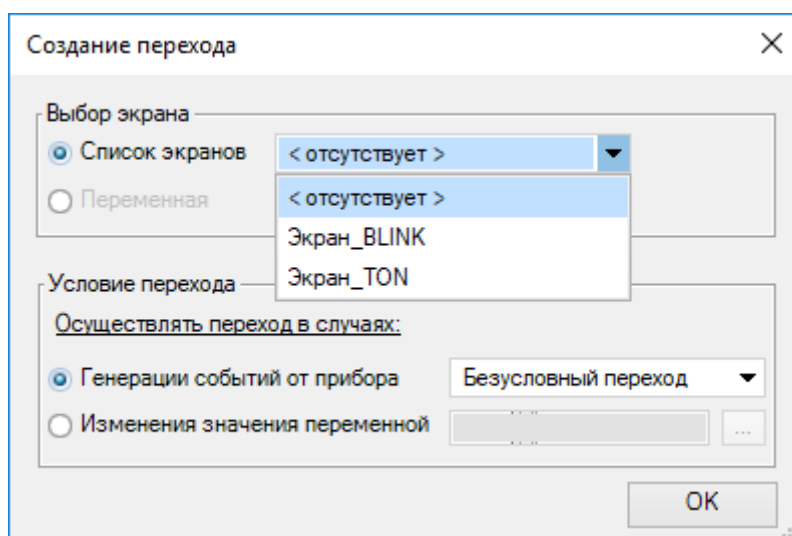 Создание перехода
Выбор экрана
Список экранов < отсутствует >
Переменная < отсутствует >
Экран_BLINK
Экран_TON
Условие перехода
Осуществлять переход в случаях:
Генерации событий от прибора Безусловный переход
Изменения значения переменной ...
OK